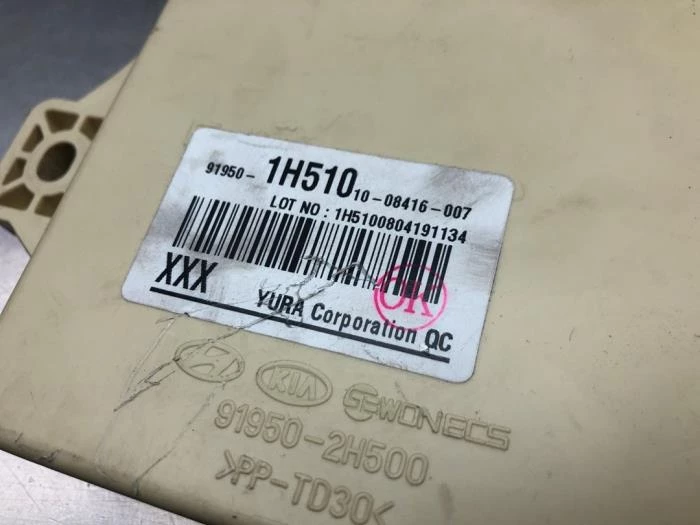 91950- 1H510 10-08416-007
LOT NO : 1H5100804191134
XXX
OK
YURA Corporation QC
KIA SEWONECS
91950-2H500
>PP-TD30<